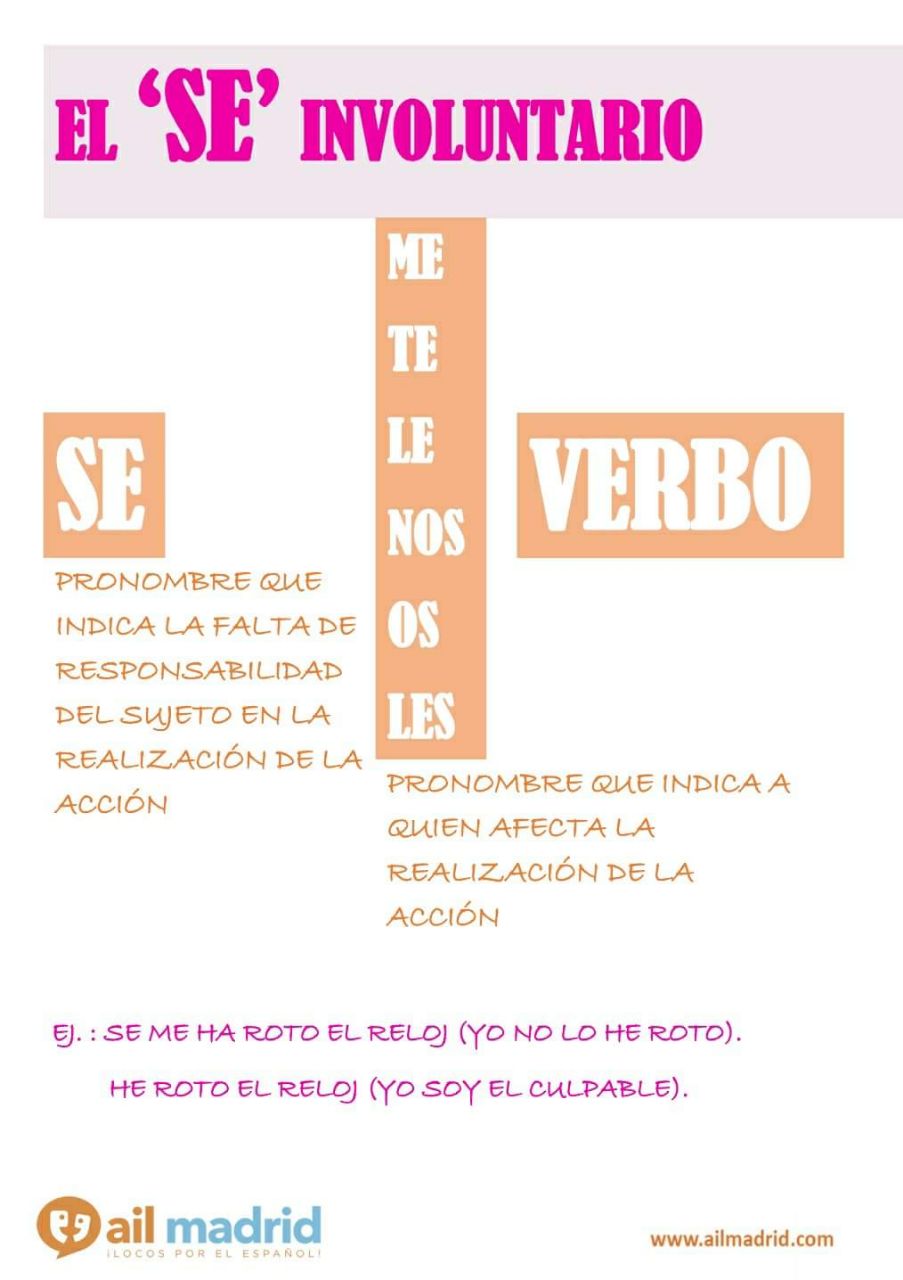 EL ‘SE’ INVOLUNTARIO
ME
TE
LE
NOS
OS
LES
SE
VERBO
PRONOMBRE QUE
INDICA LA FALTA DE
RESPONSABILIDAD
DEL SUJETO EN LA
REALIZACIÓN DE LA
ACCIÓN
PRONOMBRE QUE INDICA A
QUIEN AFECTA LA
REALIZACIÓN DE LA
ACCIÓN
EJ. : SE ME HA ROTO EL RELOJ (YO NO LO HE ROTO).
HE ROTO EL RELOJ (YO SOY EL CULPABLE).
ail madrid
¡LOCOS POR EL ESPAÑOL!
www.ailmadrid.com